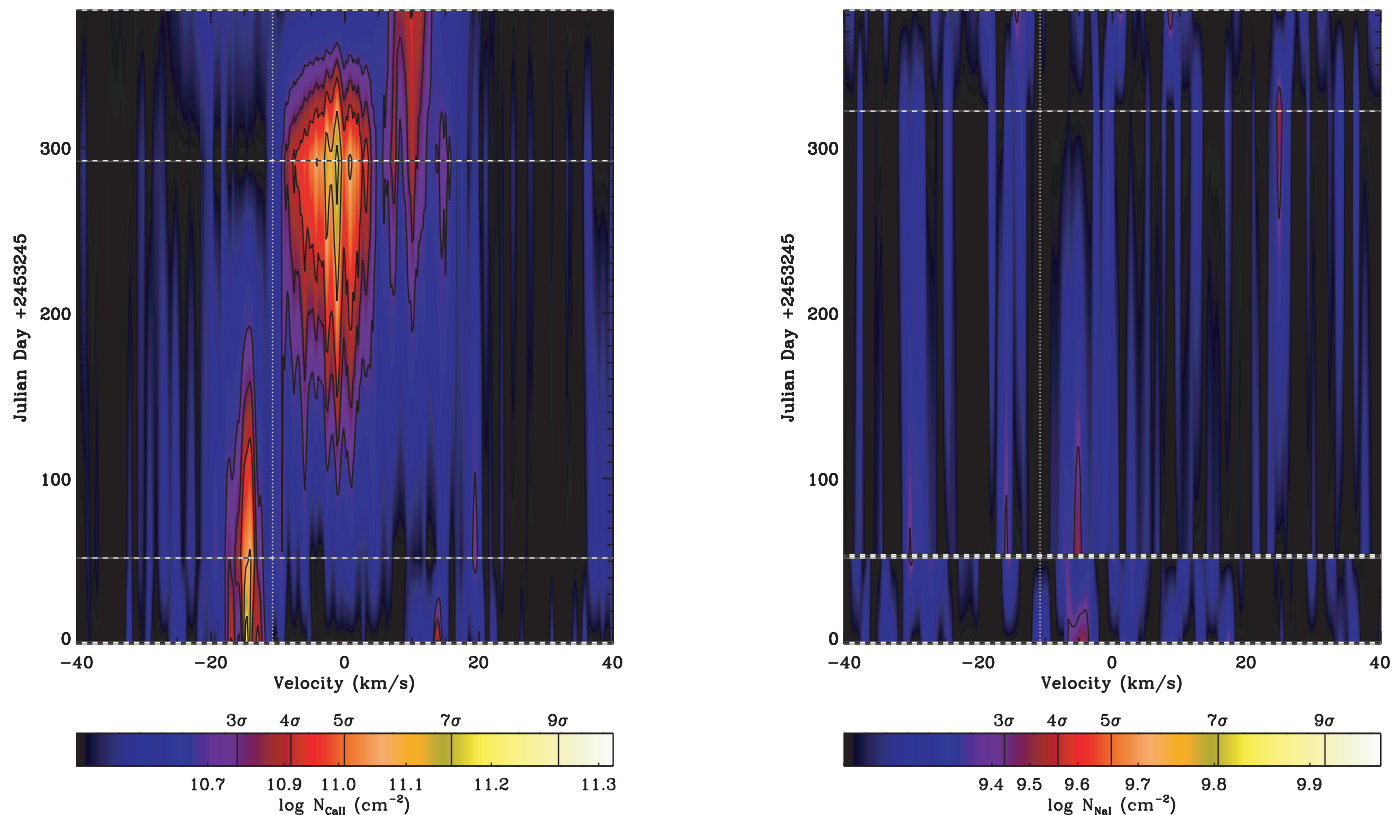 300
200
100
0
Julian Day +2453245
−40
−20
0
20
40
Velocity (km/s)
3σ 4σ 5σ 7σ 9σ
10.7 10.9 11.0 11.1 11.2 11.3
log N_CaII (cm⁻²)
300
200
100
0
Julian Day +2453245
−40
−20
0
20
40
Velocity (km/s)
3σ 4σ 5σ 7σ 9σ
9.4 9.5 9.6 9.7 9.8 9.9
log N_NaI (cm⁻²)